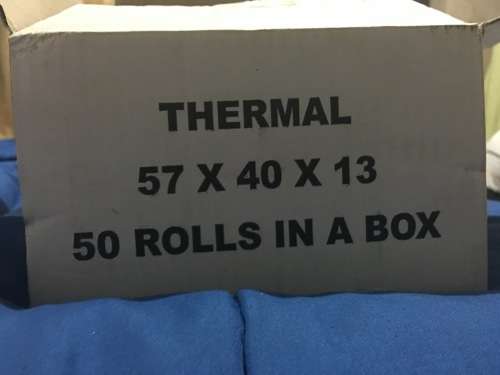 THERMAL
57 X 40 X 13
50 ROLLS IN A BOX